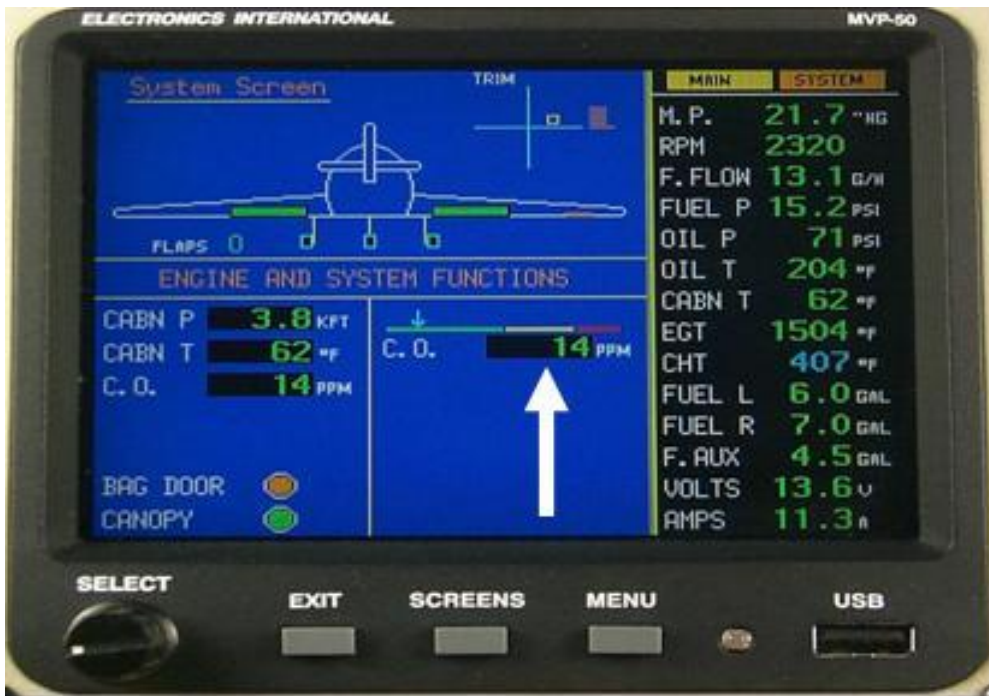 ELECTRONICS INTERNATIONAL MVP-50
System Screen
TRIM
FLAPS 0
ENGINE AND SYSTEM FUNCTIONS
CABN P 3.8 KFT
CABN T 62 °F
C.O. 14 PPM
C.O. 14 PPM
BAG DOOR
CANOPY
MAIN SYSTEM
M.P. 21.7 "HG
RPM 2320
F.FLOW 13.1 G/H
FUEL P 15.2 PSI
OIL P 71 PSI
OIL T 204 °F
CABN T 62 °F
EGT 1504 °F
CHT 407 °F
FUEL L 6.0 GAL
FUEL R 7.0 GAL
F.AUX 4.5 GAL
VOLTS 13.6 V
AMPS 11.3 A
SELECT EXIT SCREENS MENU USB